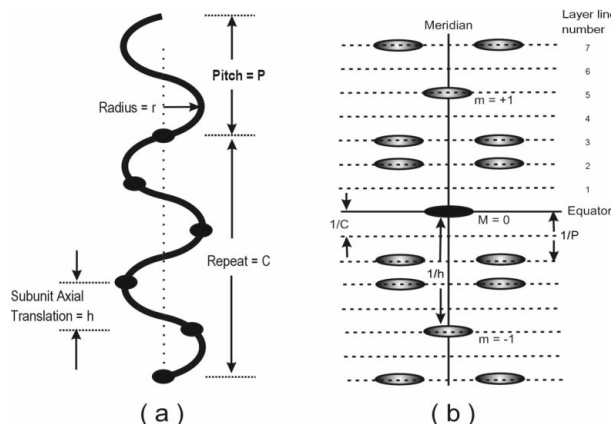 Pitch = P
Radius = r
Repeat = C
Subunit Axial
Translation = h
( a )
Meridian
Layer line
number
7
6
m = +1
5
4
3
2
1
Equator
M = 0
1/C
1/P
1/h
m = -1
( b )